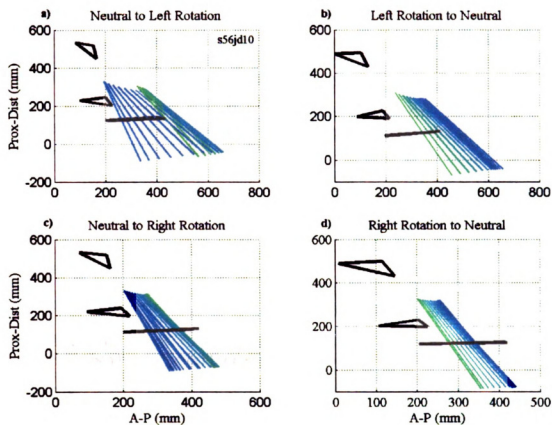 a) Neutral to Left Rotation
s56jd10
600
400
200
0
-200
Prox-Dist (mm)
0 200 400 600 800
b) Left Rotation to Neutral
600
400
200
0
0 200 400 600 800
c) Neutral to Right Rotation
600
400
200
0
-200
Prox-Dist (mm)
0 200 400 600
A-P (mm)
d) Right Rotation to Neutral
600
400
200
0
0 100 200 300 400 500
A-P (mm)